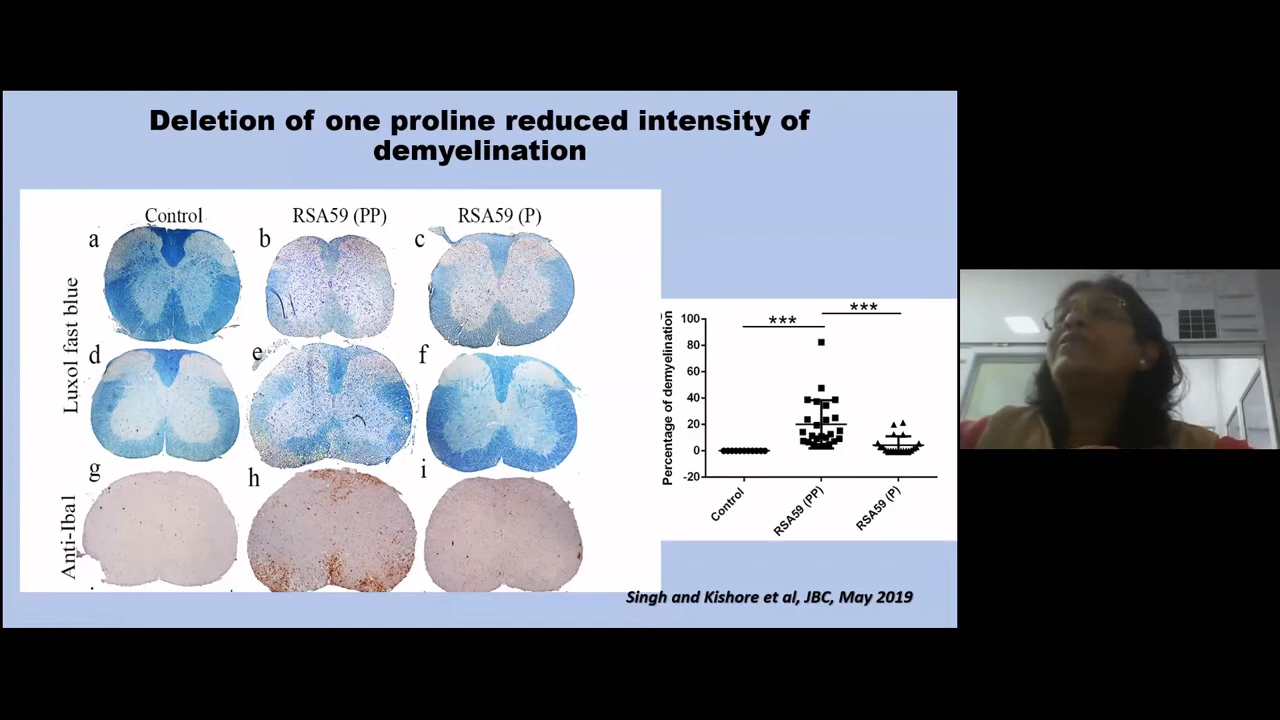 Deletion of one proline reduced intensity of
demyelination
Control
RSA59 (PP)
RSA59 (P)
a
b
c
Luxol fast blue
d
e
f
g
h
i
Anti-Iba1
Percentage of demyelination
100
80
60
40
20
0
-20
***
***
Control
RSA59 (PP)
RSA59 (P)
Singh and Kishore et al, JBC, May 2019